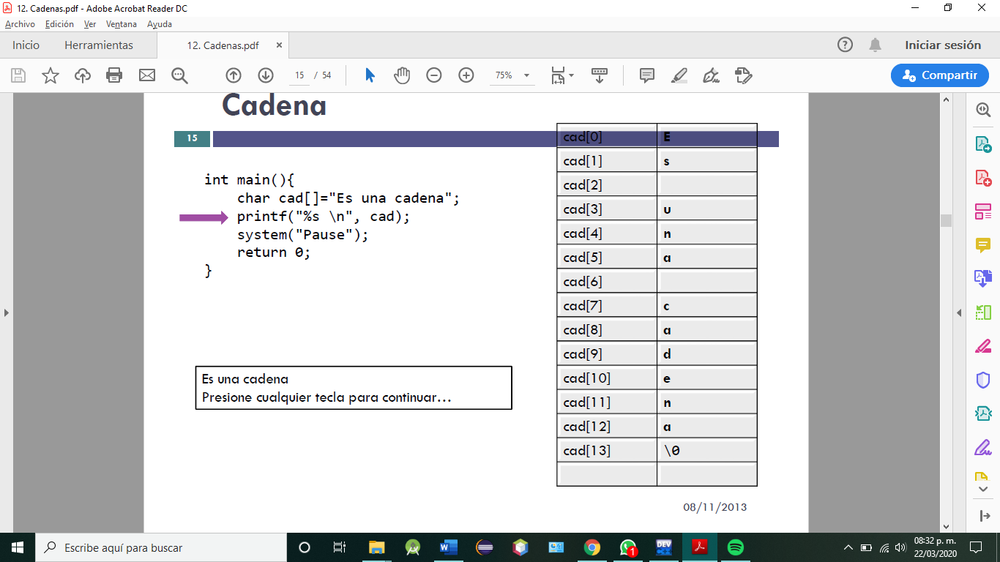 12. Cadenas.pdf - Adobe Acrobat Reader DC
Archivo Edición Ver Ventana Ayuda
Inicio Herramientas 12. Cadenas.pdf × Iniciar sesión
15 / 54 75% Compartir
Cadena
15
int main(){
char cad[]="Es una cadena";
printf("%s \n", cad);
system("Pause");
return 0;
}
Es una cadena
Presione cualquier tecla para continuar...
cad[0] E
cad[1] s
cad[2]
cad[3] u
cad[4] n
cad[5] a
cad[6]
cad[7] c
cad[8] a
cad[9] d
cad[10] e
cad[11] n
cad[12] a
cad[13] \0
08/11/2013
Escribe aquí para buscar
W
1
DEV
C++
08:32 p. m.
22/03/2020